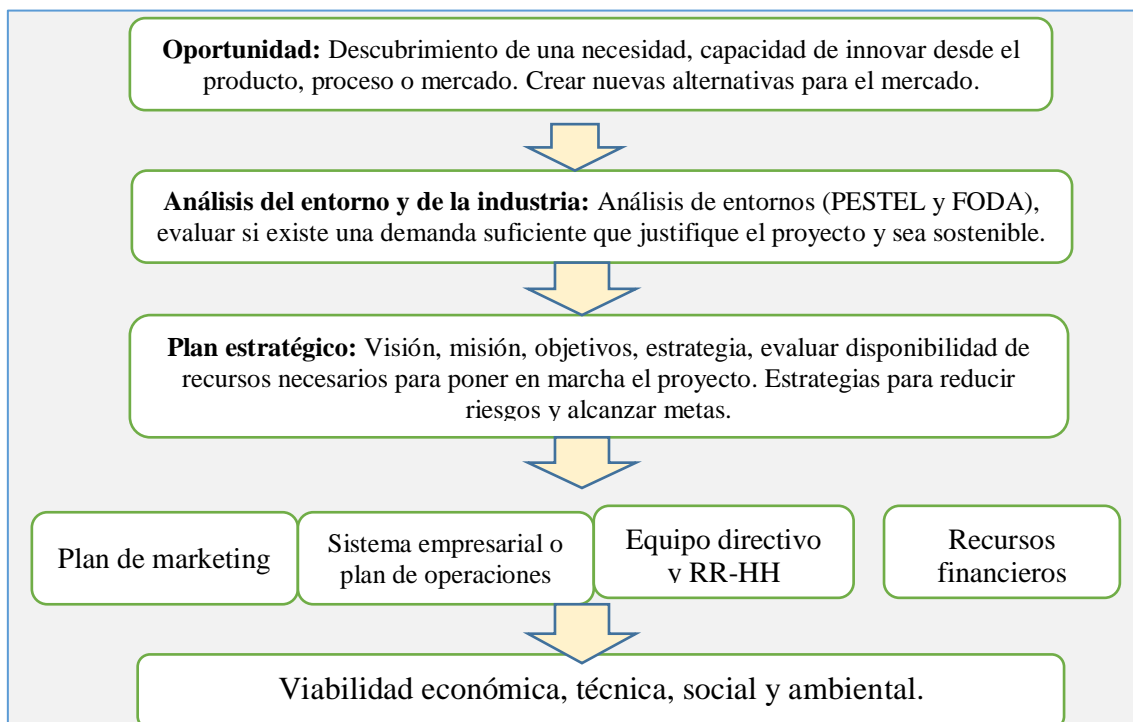 Oportunidad: Descubrimiento de una necesidad, capacidad de innovar desde el
producto, proceso o mercado. Crear nuevas alternativas para el mercado.
Análisis del entorno y de la industria: Análisis de entornos (PESTEL y FODA),
evaluar si existe una demanda suficiente que justifique el proyecto y sea sostenible.
Plan estratégico: Visión, misión, objetivos, estrategia, evaluar disponibilidad de
recursos necesarios para poner en marcha el proyecto. Estrategias para reducir
riesgos y alcanzar metas.
Plan de marketing
Sistema empresarial o
plan de operaciones
Equipo directivo
y RR-HH
Recursos
financieros
Viabilidad económica, técnica, social y ambiental.